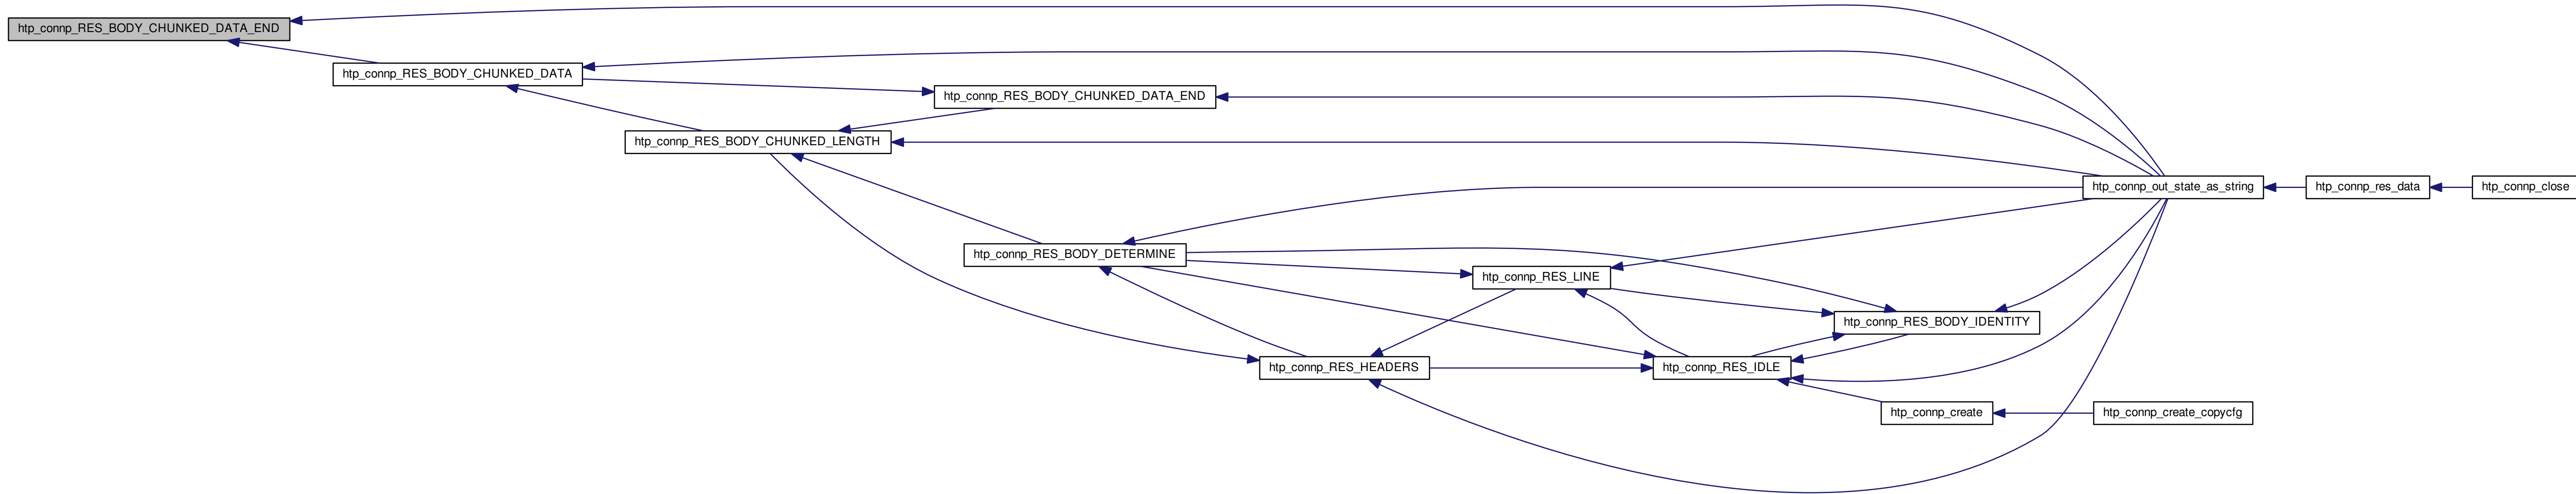 htp_connp_RES_BODY_CHUNKED_DATA_END
htp_connp_RES_BODY_CHUNKED_DATA
htp_connp_RES_BODY_CHUNKED_DATA_END
htp_connp_RES_BODY_CHUNKED_LENGTH
htp_connp_out_state_as_string
htp_connp_res_data
htp_connp_close
htp_connp_RES_BODY_DETERMINE
htp_connp_RES_LINE
htp_connp_RES_BODY_IDENTITY
htp_connp_RES_HEADERS
htp_connp_RES_IDLE
htp_connp_create
htp_connp_create_copycfg